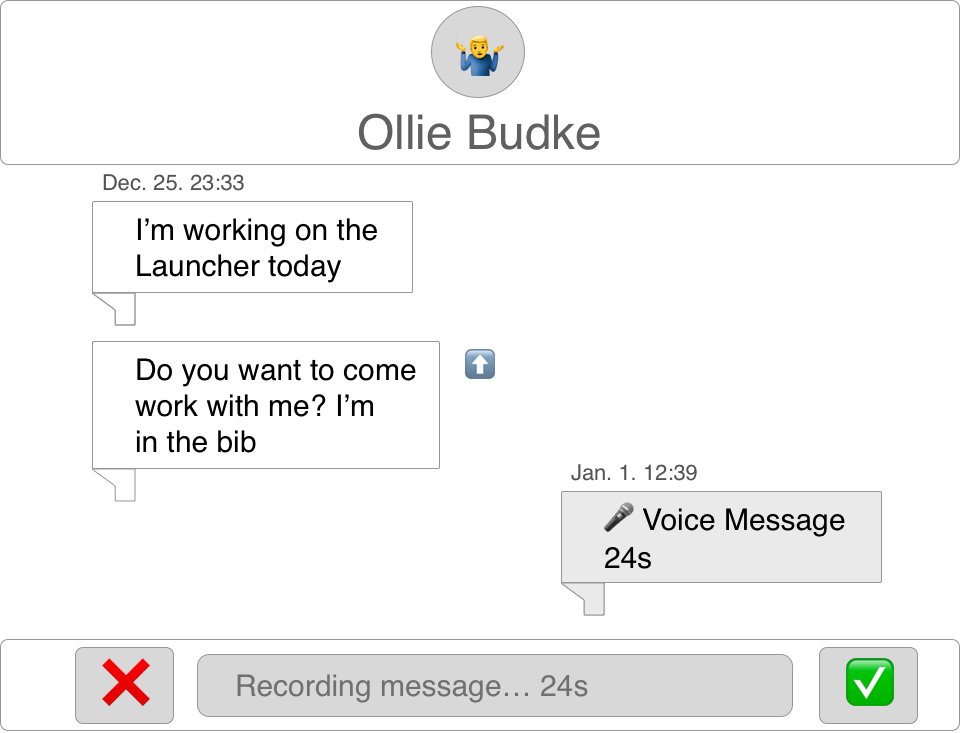 Ollie Budke
Dec. 25. 23:33
I’m working on the
Launcher today
Do you want to come
work with me? I’m
in the bib
Jan. 1. 12:39
Voice Message
24s
Recording message… 24s